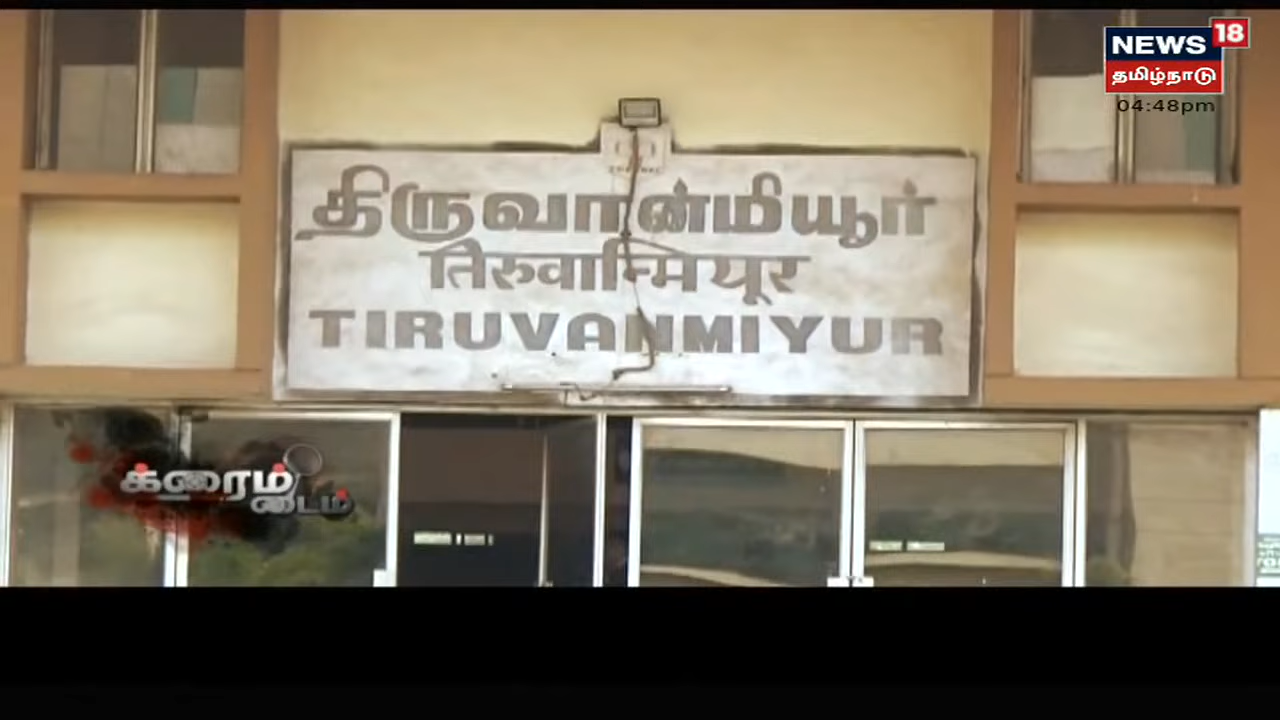 NEWS 18
தமிழ்நாடு
04:48pm
திருவான்மியூர்
तिरुवान्मियूर
TIRUVANMIYUR
க்ரைம்
டைம்